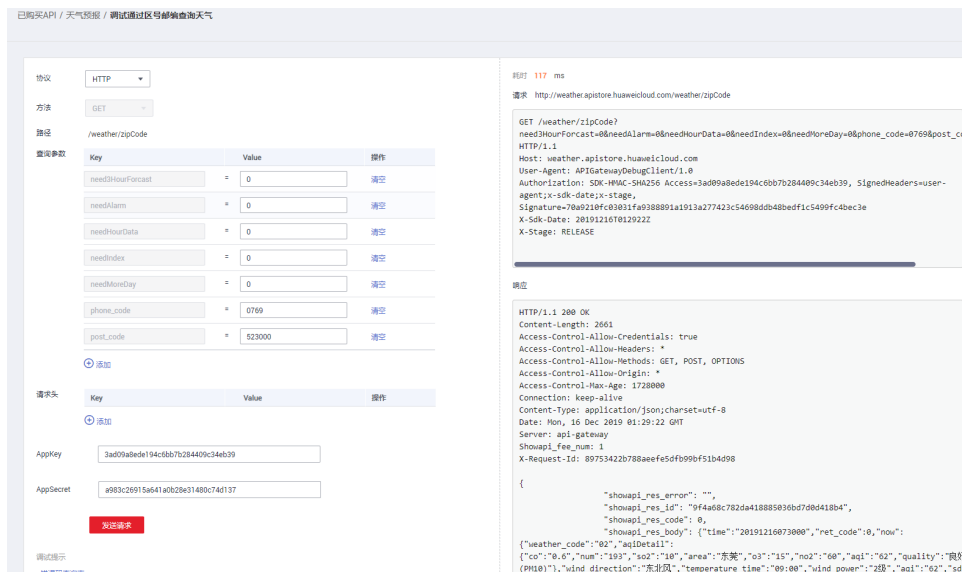 已购买API / 天气预报 / 调试通过区号邮编查询天气
协议 HTTP
方法 GET
路径 /weather/zipCode
查询参数 Key Value 操作
need3HourForcast = 0 清空
needAlarm = 0 清空
needHourData = 0 清空
needIndex = 0 清空
needMoreDay = 0 清空
phone_code = 0769 清空
post_code = 523000 清空
添加
请求头 Key Value 操作
添加
AppKey 3ad09a8ede194c6bb7b284409c34eb39
AppSecret a983c26915a641a0b28e31480c74d137
发送请求
调试提示
耗时 117 ms
请求 http://weather.apistore.huaweicloud.com/weather/zipCode
GET /weather/zipCode?
need3HourForcast=0&needAlarm=0&needHourData=0&needIndex=0&needMoreDay=0&phone_code=0769&post_co
HTTP/1.1
Host: weather.apistore.huaweicloud.com
User-Agent: APIGatewayDebugClient/1.0
Authorization: SDK-HMAC-SHA256 Access=3ad09a8ede194c6bb7b284409c34eb39, SignedHeaders=user-
agent;x-sdk-date;x-stage,
Signature=70a9210fc03031fa9388891a1913a277423c54698ddb48bedf1c5499fc4bec3e
X-Sdk-Date: 20191216T012922Z
X-Stage: RELEASE
响应
HTTP/1.1 200 OK
Content-Length: 2661
Access-Control-Allow-Credentials: true
Access-Control-Allow-Headers: *
Access-Control-Allow-Methods: GET, POST, OPTIONS
Access-Control-Allow-Origin: *
Access-Control-Max-Age: 1728000
Connection: keep-alive
Content-Type: application/json;charset=utf-8
Date: Mon, 16 Dec 2019 01:29:22 GMT
Server: api-gateway
Showapi_fee_num: 1
X-Request-Id: 89753422b788aeefe5dfb99bf51b4d98
{
"showapi_res_error": "",
"showapi_res_id": "9f4a68c782da418885036bd7d0d418b4",
"showapi_res_code": 0,
"showapi_res_body": {"time":"20191216073000","ret_code":0,"now":
{"weather_code":"02","aqiDetail":
{"co":"0.6","num":"193","so2":"10","area":"东莞","o3":"15","no2":"60","aqi":"62","quality":"良好
(PM10)"},"wind_direction":"东北风","temperature_time":"09:00","wind_power":"2级","aqi":"62","sd